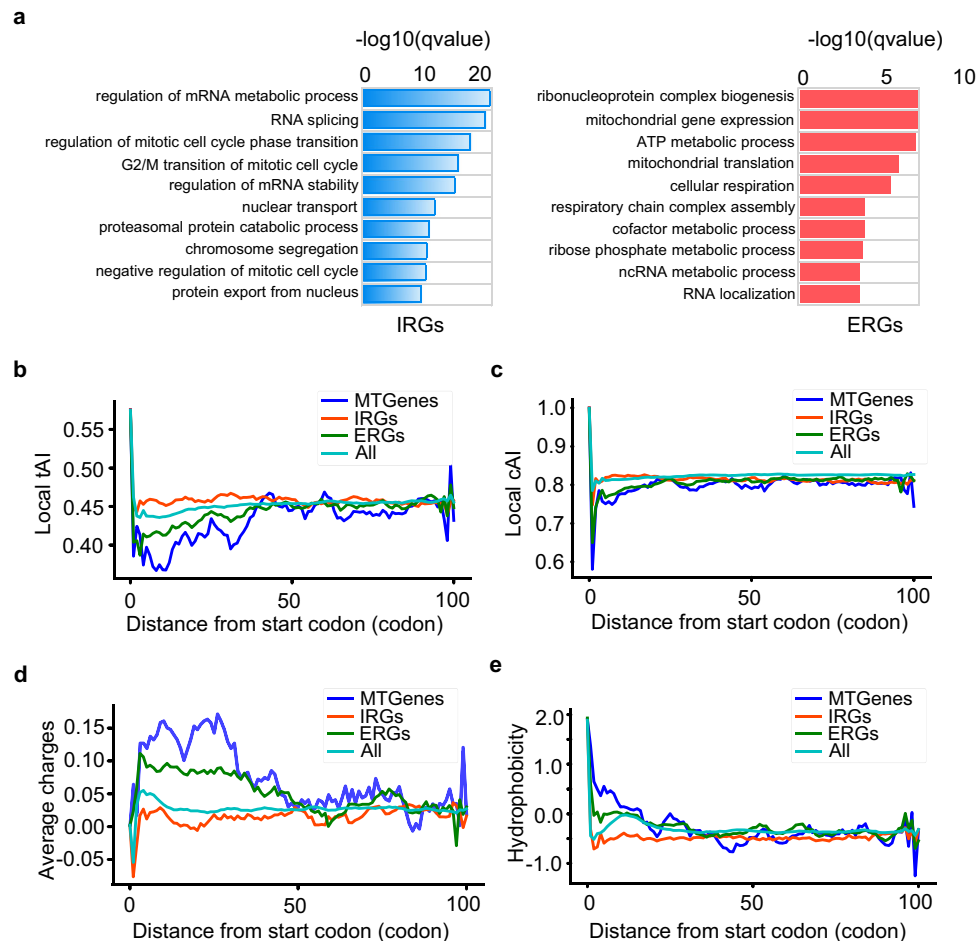 a
-log10(qvalue)
0 10 20
regulation of mRNA metabolic process
RNA splicing
regulation of mitotic cell cycle phase transition
G2/M transition of mitotic cell cycle
regulation of mRNA stability
nuclear transport
proteasomal protein catabolic process
chromosome segregation
negative regulation of mitotic cell cycle
protein export from nucleus
IRGs
-log10(qvalue)
0 5 10
ribonucleoprotein complex biogenesis
mitochondrial gene expression
ATP metabolic process
mitochondrial translation
cellular respiration
respiratory chain complex assembly
cofactor metabolic process
ribose phosphate metabolic process
ncRNA metabolic process
RNA localization
ERGs
b
MTGenes
IRGs
ERGs
All
Local tAI
0.55
0.50
0.45
0.40
0 50 100
Distance from start codon (codon)
c
MTGenes
IRGs
ERGs
All
Local cAI
1.0
0.9
0.8
0.7
0.6
0 50 100
Distance from start codon (codon)
d
MTGenes
IRGs
ERGs
All
Average charges
0.15
0.10
0.05
0.00
-0.05
0 50 100
Distance from start codon (codon)
e
MTGenes
IRGs
ERGs
All
Hydrophobicity
2.0
1.0
0.0
-1.0
0 50 100
Distance from start codon (codon)